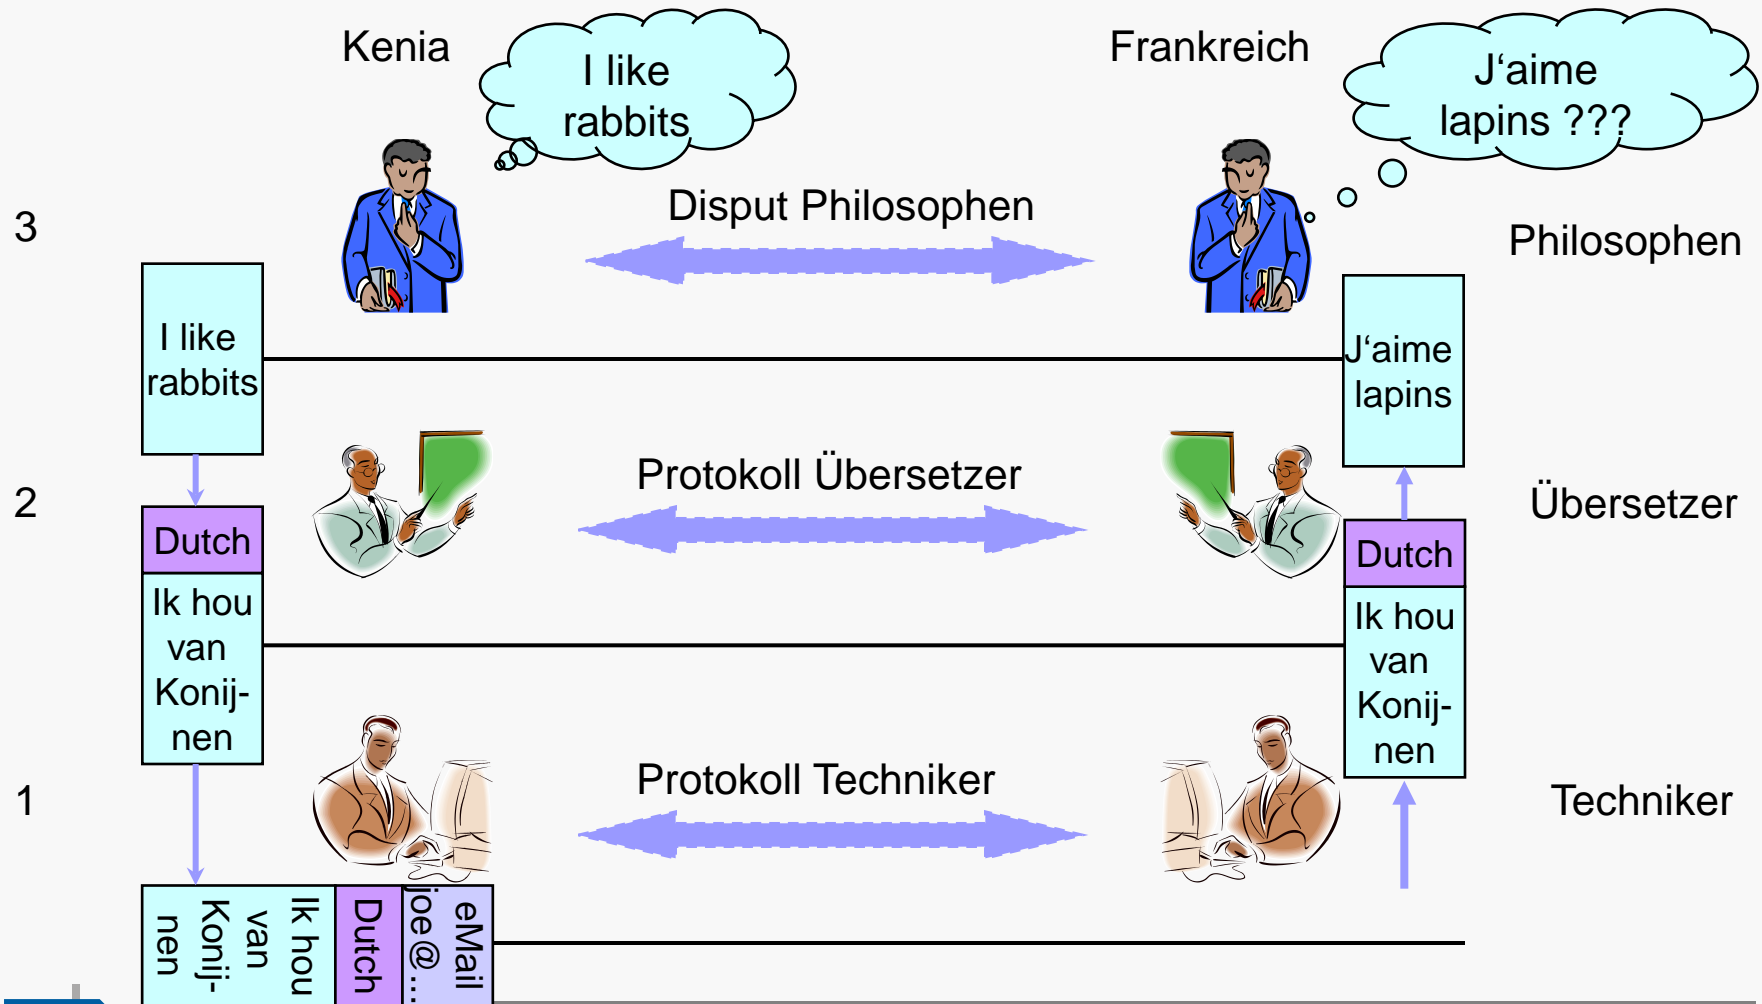 Kenia
I like
rabbits
Frankreich
J‘aime
lapins ???
3
Disput Philosophen
Philosophen
I like
rabbits
J‘aime
lapins
2
Protokoll Übersetzer
Übersetzer
Dutch
Ik hou
van
Konij-
nen
Dutch
Ik hou
van
Konij-
nen
1
Protokoll Techniker
Techniker
Ik hou
van
Konij-
nen
Dutch
eMail
joe@...